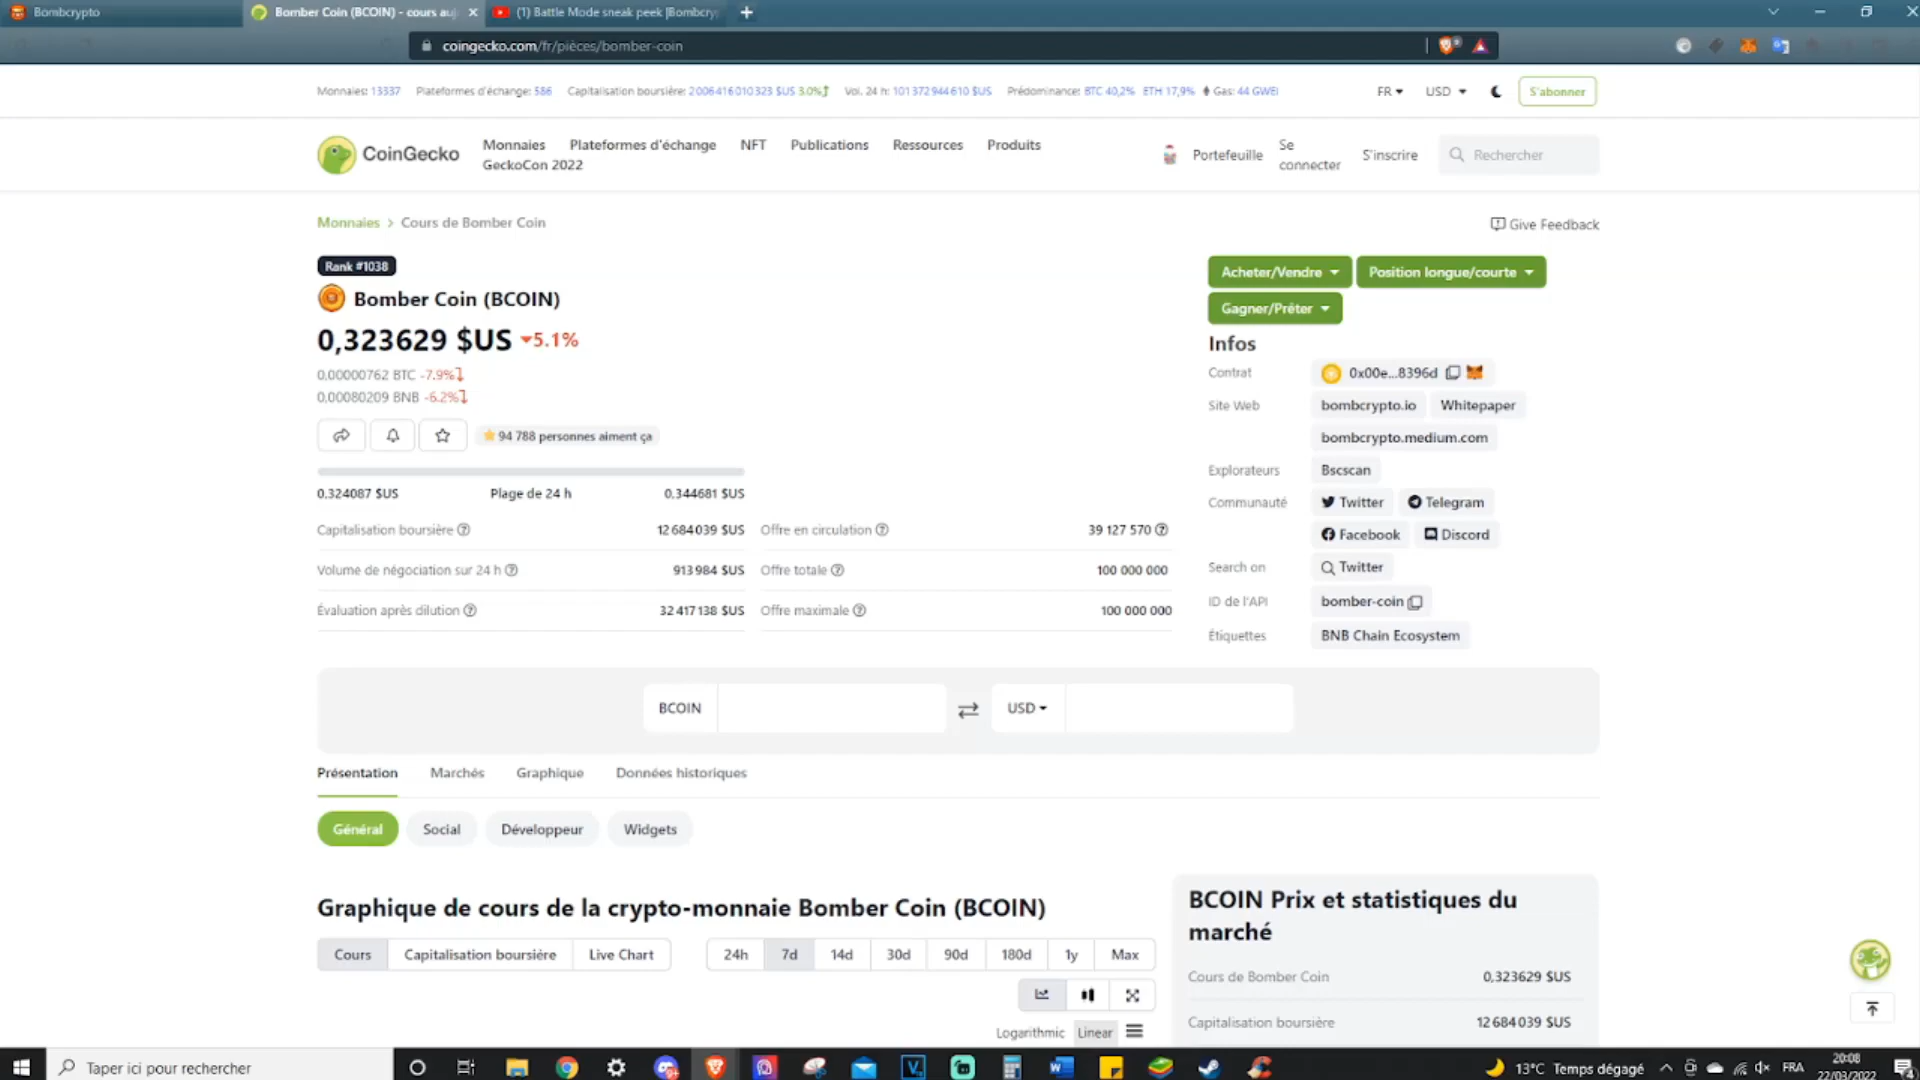 Bombcrypto
Bomber Coin (BCOIN) - cours auj
(1) Battle Mode sneak peek |Bombcry
coingecko.com/fr/pièces/bomber-coin
Monnaies: 13337 Plateformes d'échange: 586 Capitalisation boursière: 2 006 416 010 323 $US 3.0% Vol. 24 h: 101 372 944 610 $US Prédominance: BTC 40,2% ETH 17,9% Gas: 44 GWEI
FR USD S'abonner
CoinGecko
Monnaies Plateformes d'échange NFT Publications Ressources Produits
GeckoCon 2022
Portefeuille Se connecter S'inscrire Rechercher
Monnaies > Cours de Bomber Coin
Give Feedback
Rank #1038
Bomber Coin (BCOIN)
0,323629 $US 5.1%
0,00000762 BTC -7.9%
0,00080209 BNB -6.2%
94 788 personnes aiment ça
0.324087 $US Plage de 24 h 0.344681 $US
Capitalisation boursière 12 684 039 $US Offre en circulation 39 127 570
Volume de négociation sur 24 h 913 984 $US Offre totale 100 000 000
Évaluation après dilution 32 417 138 $US Offre maximale 100 000 000
Acheter/Vendre Position longue/courte
Gagner/Prêter
Infos
Contrat 0x00e...8396d
Site Web bombcrypto.io Whitepaper
bombcrypto.medium.com
Explorateurs Bscscan
Communauté Twitter Telegram
Facebook Discord
Search on Twitter
ID de l'API bomber-coin
Étiquettes BNB Chain Ecosystem
BCOIN USD
Présentation Marchés Graphique Données historiques
Général Social Développeur Widgets
Graphique de cours de la crypto-monnaie Bomber Coin (BCOIN)
Cours Capitalisation boursière Live Chart 24h 7d 14d 30d 90d 180d 1y Max
Logarithmic Linear
BCOIN Prix et statistiques du
marché
Cours de Bomber Coin 0,323629 $US
Capitalisation boursière 12 684 039 $US
Taper ici pour rechercher
13°C Temps dégagé FRA 20:08
22/03/2022 4